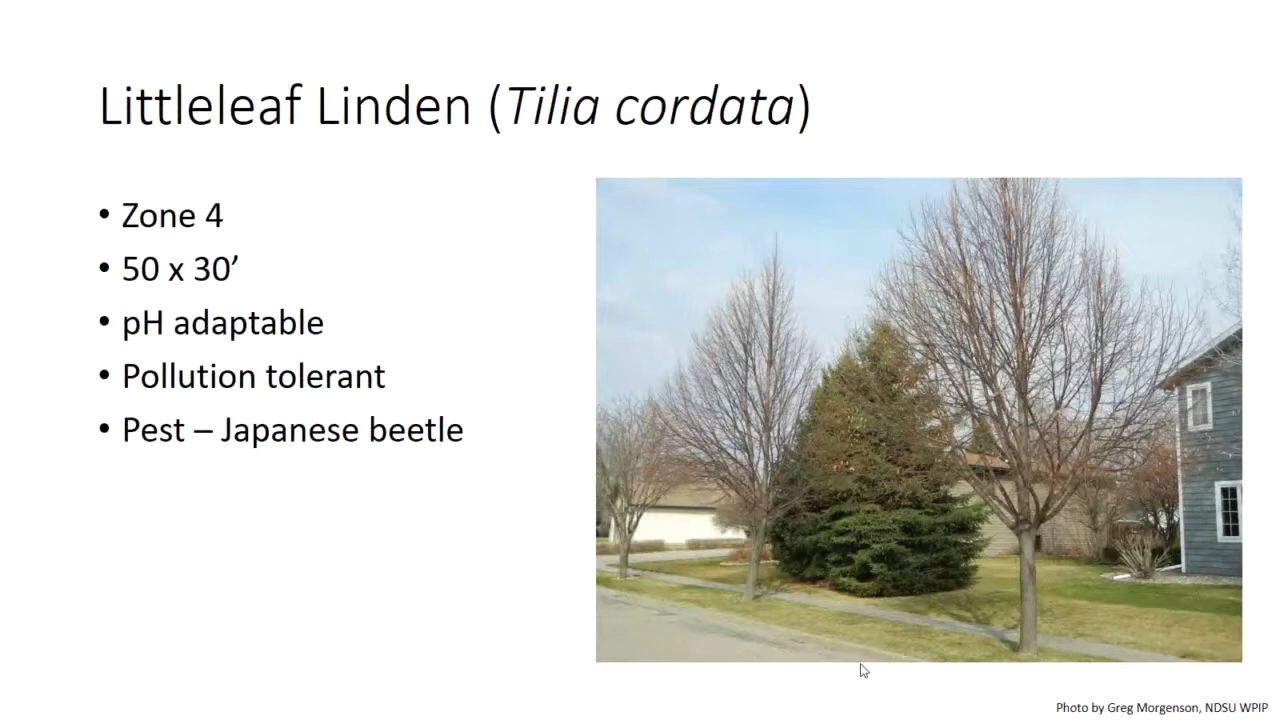 Littleleaf Linden (Tilia cordata)
• Zone 4
• 50 x 30’
• pH adaptable
• Pollution tolerant
• Pest – Japanese beetle
Photo by Greg Morgenson, NDSU WPIP